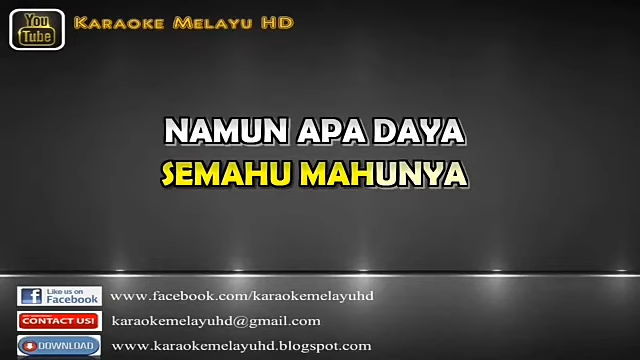 You Tube
KARAOKE MELAYU HD
NAMUN APA DAYA
SEMAHU MAHUNYA
Like us on Facebook
www.facebook.com/karaokemelayuhd
CONTACT US!
karaokemelayuhd@gmail.com
DOWNLOAD
www.karaokemelayuhd.blogspot.com